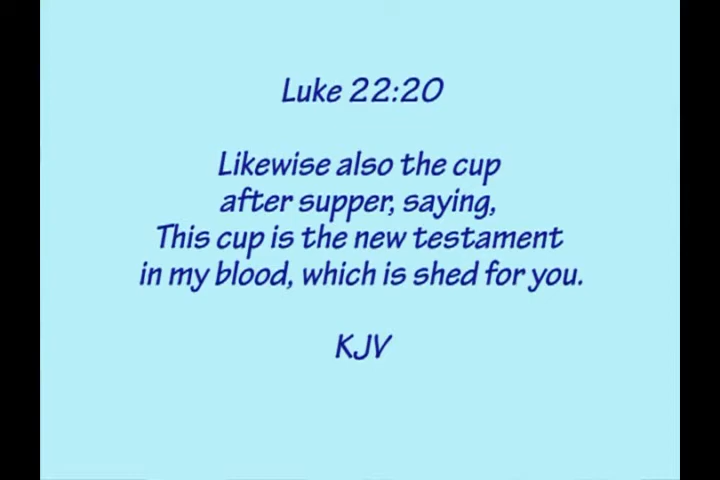 Luke 22:20
Likewise also the cup
after supper, saying,
This cup is the new testament
in my blood, which is shed for you.
KJV